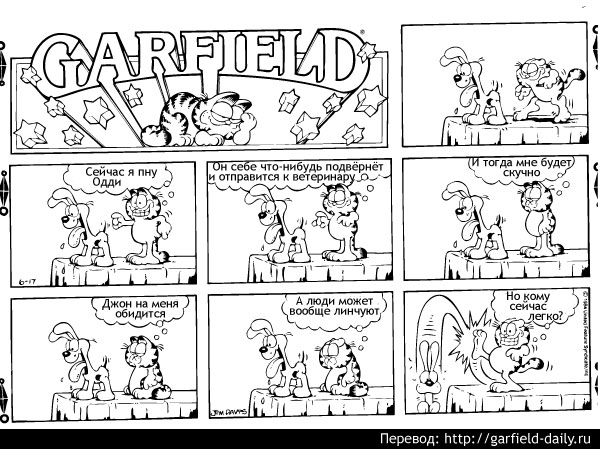 GARFIELD
Сейчас я пну
Одди
6-17
Он себе что-нибудь подвёрнёт
и отправится к ветеринару
И тогда мне будет
скучно
Джон на меня
обидится
А люди может
вообще линчуют
JIM DAVIS
Но кому
сейчас
легко?
Перевод: http://garfield-daily.ru